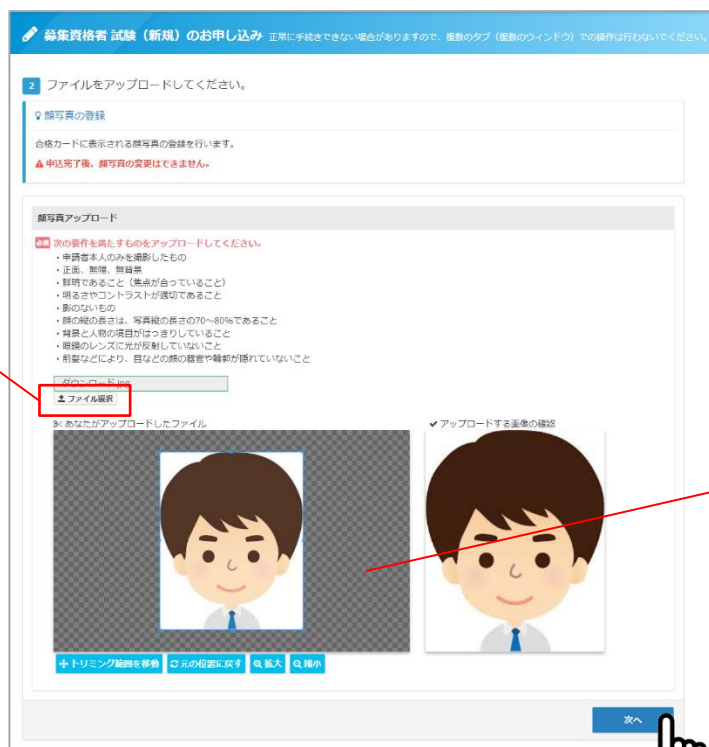 募集資格者 試験（新規）のお申し込み 正常に手続きできない場合がありますので、複数のタブ（複数のウィンドウ）での操作は行わないでください。
2 ファイルをアップロードしてください。
顔写真の登録
合格カードに表示される顔写真の登録を行います。
申込完了後、顔写真の変更はできません。
顔写真アップロード
必須 次の要件を満たすものをアップロードしてください。
・申請者本人のみを撮影したもの
・正面、無帽、無背景
・鮮明であること（焦点が合っていること）
・明るさやコントラストが適切であること
・影のないもの
・顔の縦の長さは、写真縦の長さの70～80%であること
・背景と人物の境目がはっきりしていること
・眼鏡のレンズに光が反射していないこと
・前髪などにより、目などの顔の器官や輪郭が隠れていないこと
ダウンロード.jpg
ファイル選択
あなたがアップロードしたファイル
アップロードする画像の確認
トリミング範囲を移動 元の位置に戻す 拡大 縮小
次へ